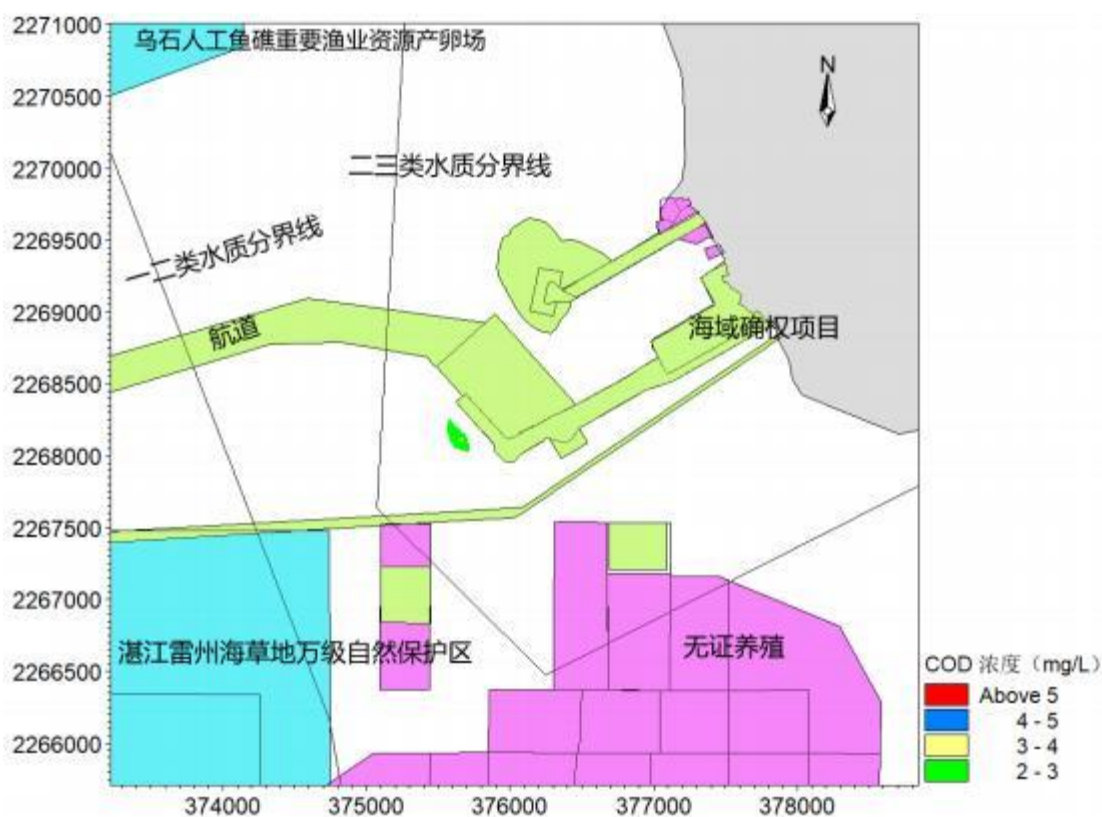 2271000
乌石人工鱼礁重要渔业资源产卵场
N
2270500
2270000
二三类水质分界线
2269500
一二类水质分界线
2269000
航道
海域确权项目
2268500
2268000
2267500
2267000
湛江雷州海草地万级自然保护区
无证养殖
2266500
2266000
COD 浓度（mg/L）
Above 5
4 - 5
3 - 4
2 - 3
374000
375000
376000
377000
378000